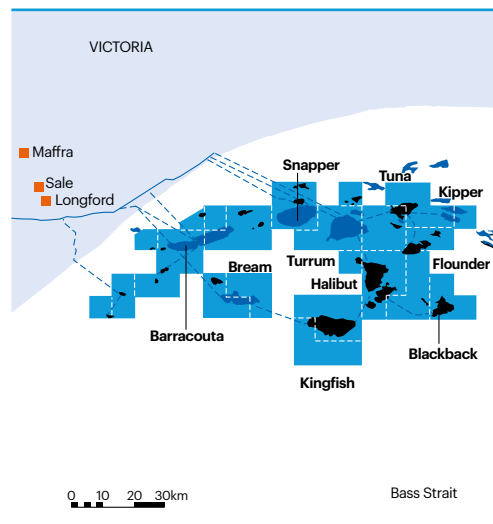 VICTORIA
Maffra
Snapper
Tuna
Sale
Kipper
Longford
Bream
Turrum
Flounder
Halibut
Barracouta
Blackback
Kingfish
0 10 20 30km
Bass Strait